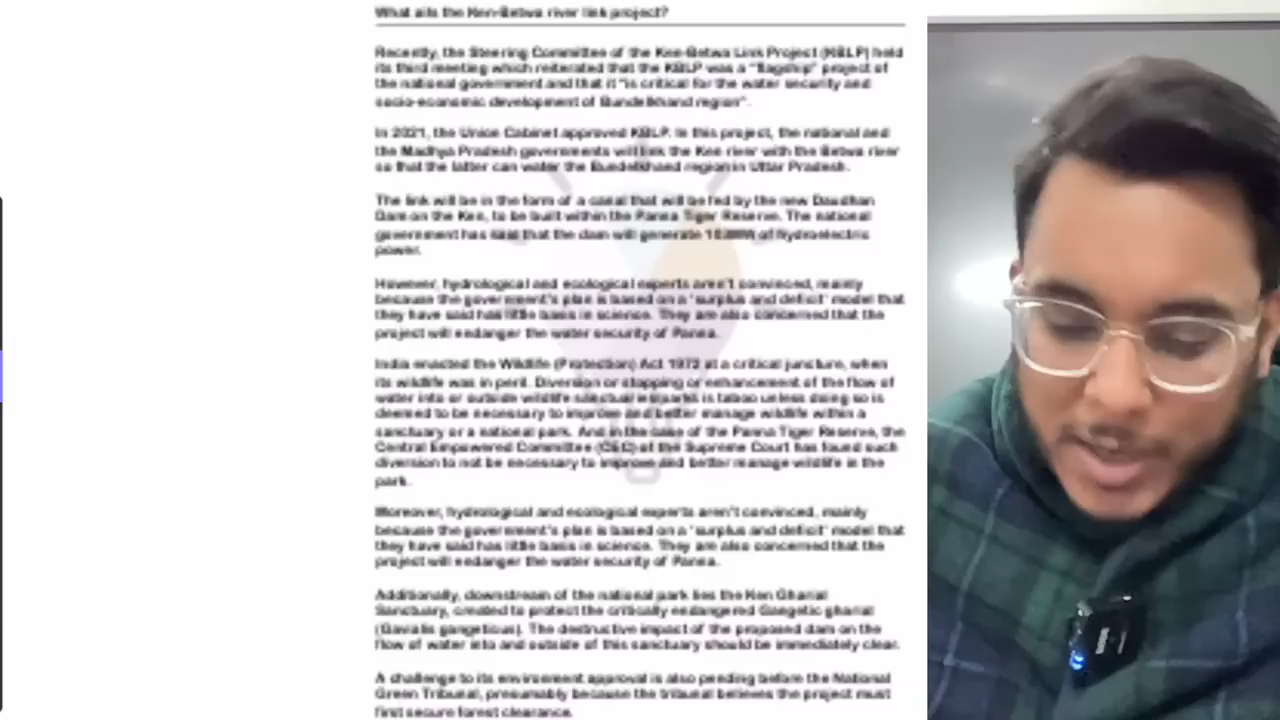 What ails the Ken-Betwa river link project?
Recently, the Steering Committee of the Ken-Betwa Link Project (KBLP) held
its third meeting which reiterated that the KBLP was a "flagship" project of
the national government and that it "is critical for the water security and
socio-economic development of Bundelkhand region".
In 2021, the Union Cabinet approved KBLP. In this project, the national and
the Madhya Pradesh governments will link the Ken river with the Betwa river
so that the latter can water the Bundelkhand region in Uttar Pradesh.
The link will be in the form of a canal that will be fed by the new Daudhan
Dam on the Ken, to be built within the Panna Tiger Reserve. The national
government has said that the dam will generate of hydroelectric
power.
However, hydrological and ecological experts aren't convinced, mainly
because the government's plan is based on a 'surplus and deficit' model that
they have said has little basis in science. They are also concerned that the
project will endanger the water security of Panna.
India enacted the Wildlife (Protection) Act 1972 at a critical juncture, when
its wildlife was in peril. Diversion or stopping or enhancement of the flow of
water into or outside wildlife is taboo unless doing so is
deemed to be necessary to improve and better manage wildlife within a
sanctuary or a national park. And in the case of the Panna Tiger Reserve, the
Central Empowered Committee (CEC) of the Supreme Court has found such
diversion to not be necessary to improve and better manage wildlife in the
park.
Moreover, hydrological and ecological experts aren't convinced, mainly
because the government's plan is based on a 'surplus and deficit' model that
they have said has little basis in science. They are also concerned that the
project will endanger the water security of Panna.
Additionally, downstream of the national park lies the Ken Gharial
Sanctuary, created to protect the critically endangered Gangetic gharial
(Gavialis gangeticus). The destructive impact of the proposed dam on the
flow of water into and outside of this sanctuary should be immediately clear.
A challenge to its environment approval is also pending before the National
Green Tribunal, presumably because the tribunal believes the project must
first secure forest clearance.